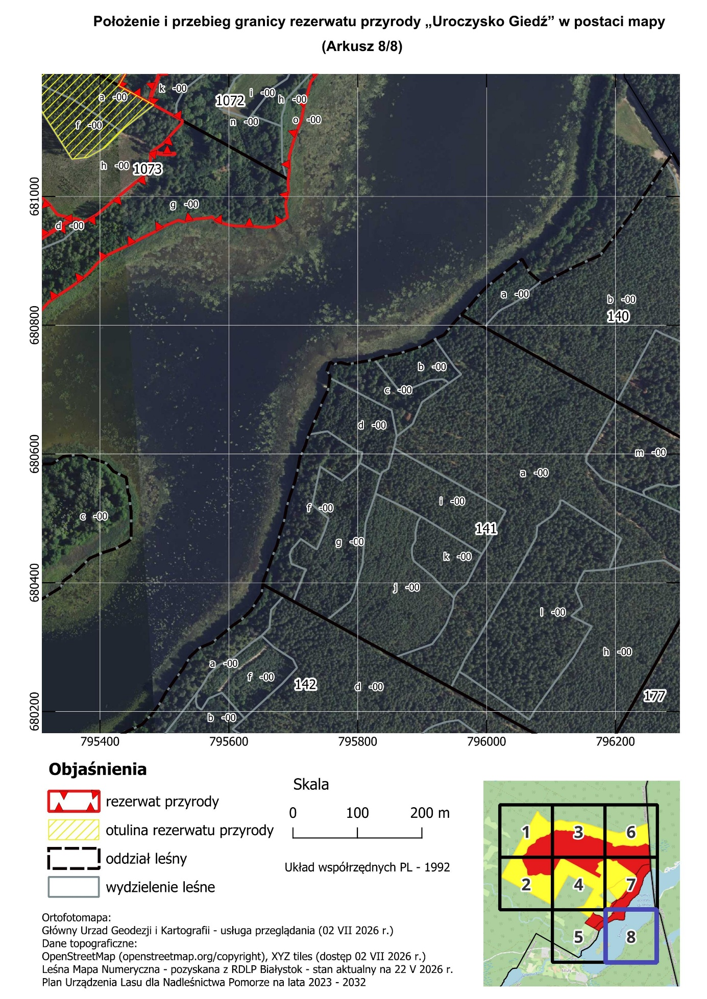 Położenie i przebieg granicy rezerwatu przyrody „Uroczysko Giedź” w postaci mapy
(Arkusz 8/8)
k -00
i -00
a -00
1072
h -00
o -00
n -00
f -00
h -00
1073
681000
g -00
d -00
a -00
b -00
140
680800
b -00
c -00
d -00
m -00
680600
a -00
i -00
f -00
c -00
141
g -00
k -00
680400
j -00
l -00
h -00
a -00
f -00
142
d -00
177
680200
b -00
795400
795600
795800
796000
796200
Objaśnienia
rezerwat przyrody
otulina rezerwatu przyrody
oddział leśny
wydzielenie leśne
Skala
0 100 200 m
Układ współrzędnych PL - 1992
1 3 6
2 4 7
5 8
Muły
Ortofotomapa:
Główny Urzad Geodezji i Kartografii - usługa przeglądania (02 VII 2026 r.)
Dane topograficzne:
OpenStreetMap (openstreetmap.org/copyright), XYZ tiles (dostęp 02 VII 2026 r.)
Leśna Mapa Numeryczna - pozyskana z RDLP Białystok - stan aktualny na 22 V 2026 r.
Plan Urządzenia Lasu dla Nadleśnictwa Pomorze na lata 2023 - 2032